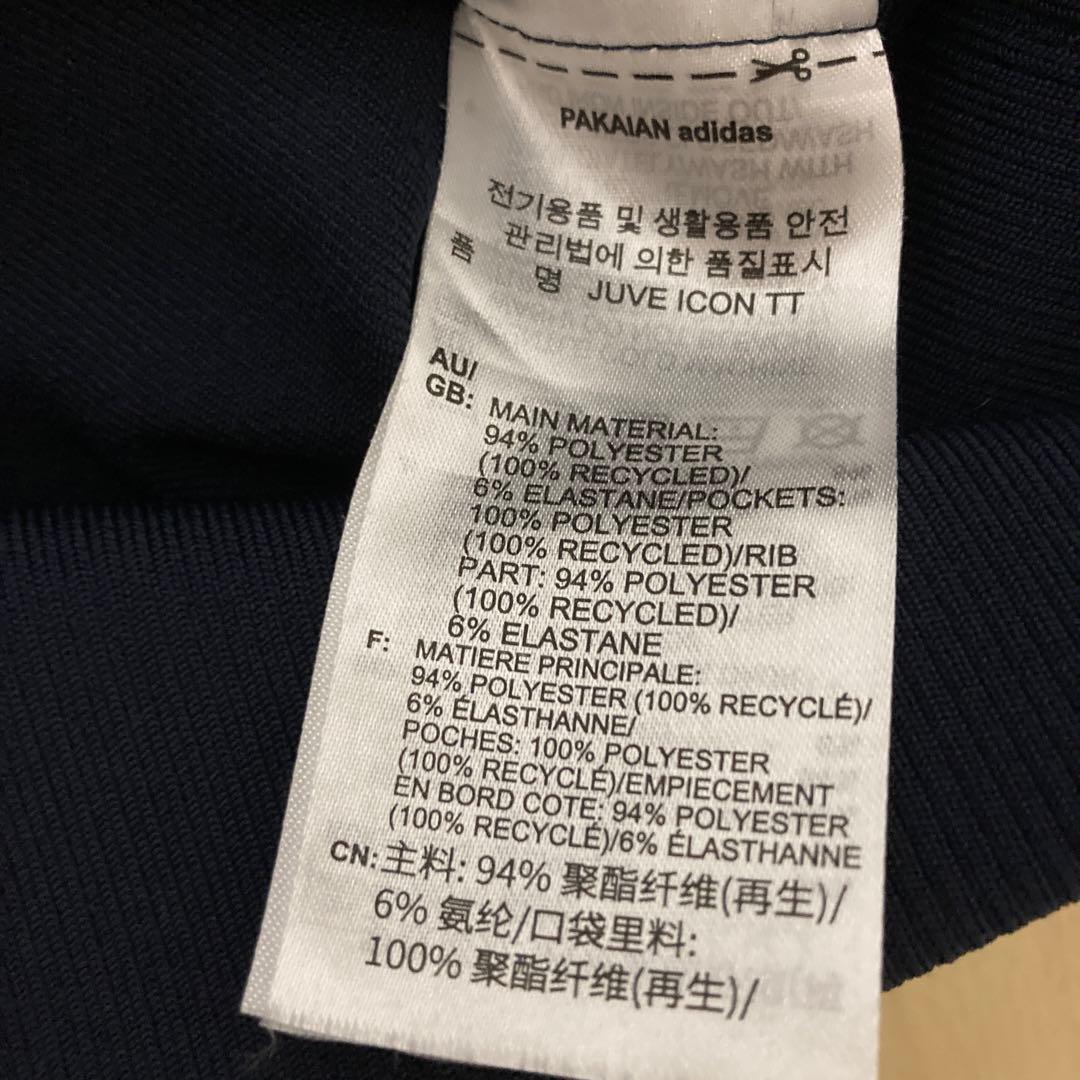 PAKAIAN adidas
전기용품 및 생활용품 안전
관리법에 의한 품질표시
품 명 JUVE ICON TT
AU/
GB: MAIN MATERIAL:
94% POLYESTER
(100% RECYCLED)/
6% ELASTANE/POCKETS:
100% POLYESTER
(100% RECYCLED)/RIB
PART: 94% POLYESTER
(100% RECYCLED)/
6% ELASTANE
F: MATIERE PRINCIPALE:
94% POLYESTER (100% RECYCLÉ)/
6% ÉLASTHANNE/
POCHES: 100% POLYESTER
(100% RECYCLÉ)/EMPIECEMENT
EN BORD COTE: 94% POLYESTER
(100% RECYCLÉ)/6% ÉLASTHANNE
CN: 主料: 94% 聚酯纤维(再生)/
6% 氨纶/口袋里料:
100% 聚酯纤维(再生)/